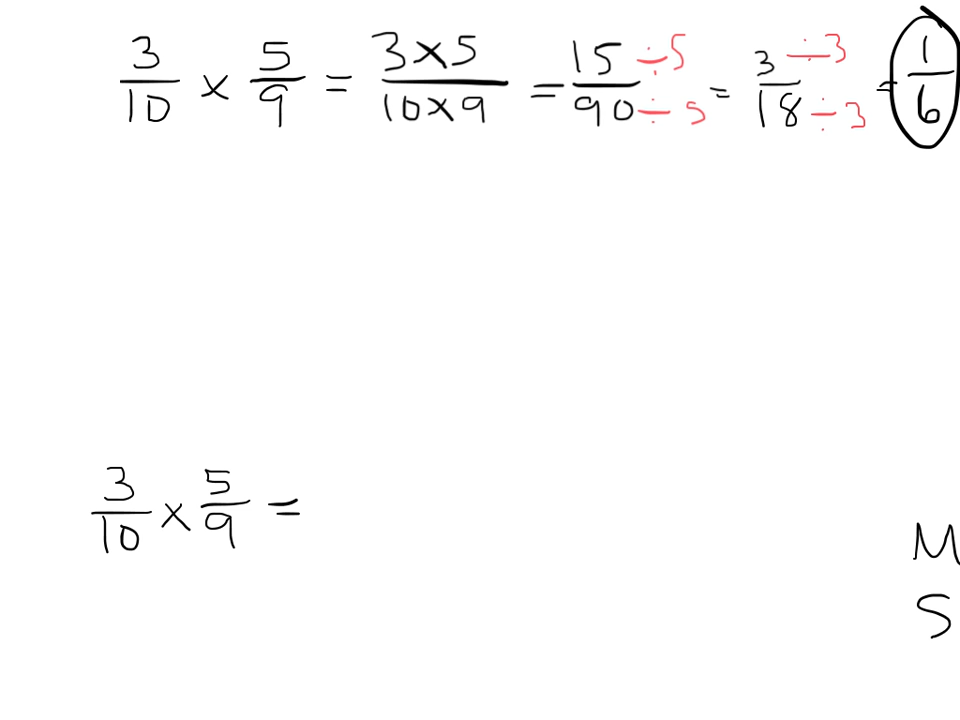 3/10 × 5/9 = 3×5/10×9 = 15÷5/90÷5 = 3÷3/18÷3 = 1/6
3/10 × 5/9 =
M
S